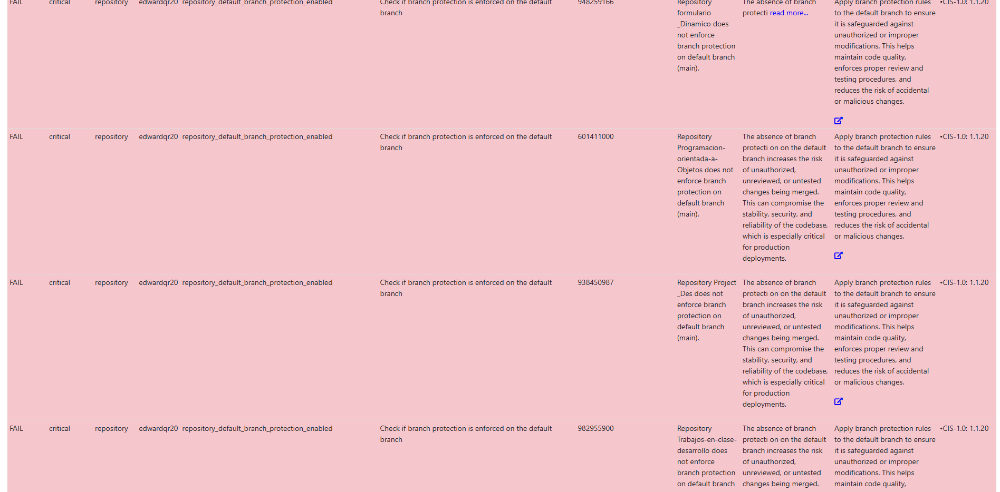 FAIL critical repository edwardqr20 repository_default_branch_protection_enabled Check if branch protection is enforced on the default branch 948259166 Repository formulario _Dinamico does not enforce branch protection on default branch (main). The absence of branch protecti read more... Apply branch protection rules to the default branch to ensure it is safeguarded against unauthorized or improper modifications. This helps maintain code quality, enforces proper review and testing procedures, and reduces the risk of accidental or malicious changes. •CIS-1.0: 1.1.20
FAIL critical repository edwardqr20 repository_default_branch_protection_enabled Check if branch protection is enforced on the default branch 601411000 Repository Programacion-orientada-a-Objetos does not enforce branch protection on default branch (main). The absence of branch protecti on on the default branch increases the risk of unauthorized, unreviewed, or untested changes being merged. This can compromise the stability, security, and reliability of the codebase, which is especially critical for production deployments. Apply branch protection rules to the default branch to ensure it is safeguarded against unauthorized or improper modifications. This helps maintain code quality, enforces proper review and testing procedures, and reduces the risk of accidental or malicious changes. •CIS-1.0: 1.1.20
FAIL critical repository edwardqr20 repository_default_branch_protection_enabled Check if branch protection is enforced on the default branch 938450987 Repository Project _Des does not enforce branch protection on default branch (main). The absence of branch protecti on on the default branch increases the risk of unauthorized, unreviewed, or untested changes being merged. This can compromise the stability, security, and reliability of the codebase, which is especially critical for production deployments. Apply branch protection rules to the default branch to ensure it is safeguarded against unauthorized or improper modifications. This helps maintain code quality, enforces proper review and testing procedures, and reduces the risk of accidental or malicious changes. •CIS-1.0: 1.1.20
FAIL critical repository edwardqr20 repository_default_branch_protection_enabled Check if branch protection is enforced on the default branch 982955900 Repository Trabajos-en-clase-desarrollo does not enforce branch protection on default branch The absence of branch protecti on on the default branch increases the risk of unauthorized, unreviewed, or untested changes being merged. Apply branch protection rules to the default branch to ensure it is safeguarded against unauthorized or improper modifications. This helps maintain code quality, •CIS-1.0: 1.1.20